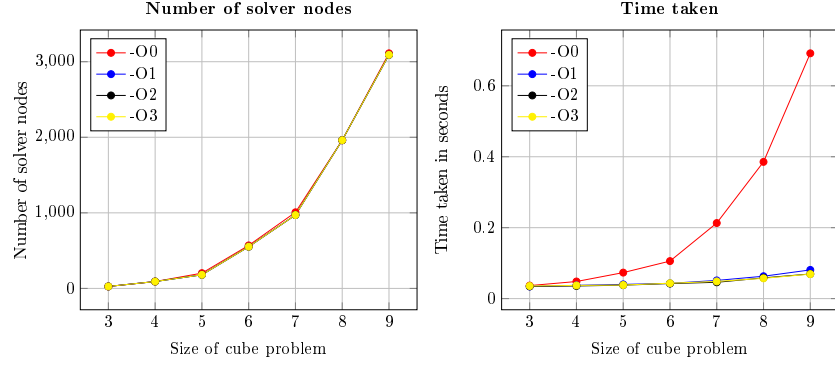 Number of solver nodes
-O0
-O1
-O2
-O3
3,000
2,000
1,000
0
Number of solver nodes
3 4 5 6 7 8 9
Size of cube problem
Time taken
-O0
-O1
-O2
-O3
0.6
0.4
0.2
0
Time taken in seconds
3 4 5 6 7 8 9
Size of cube problem